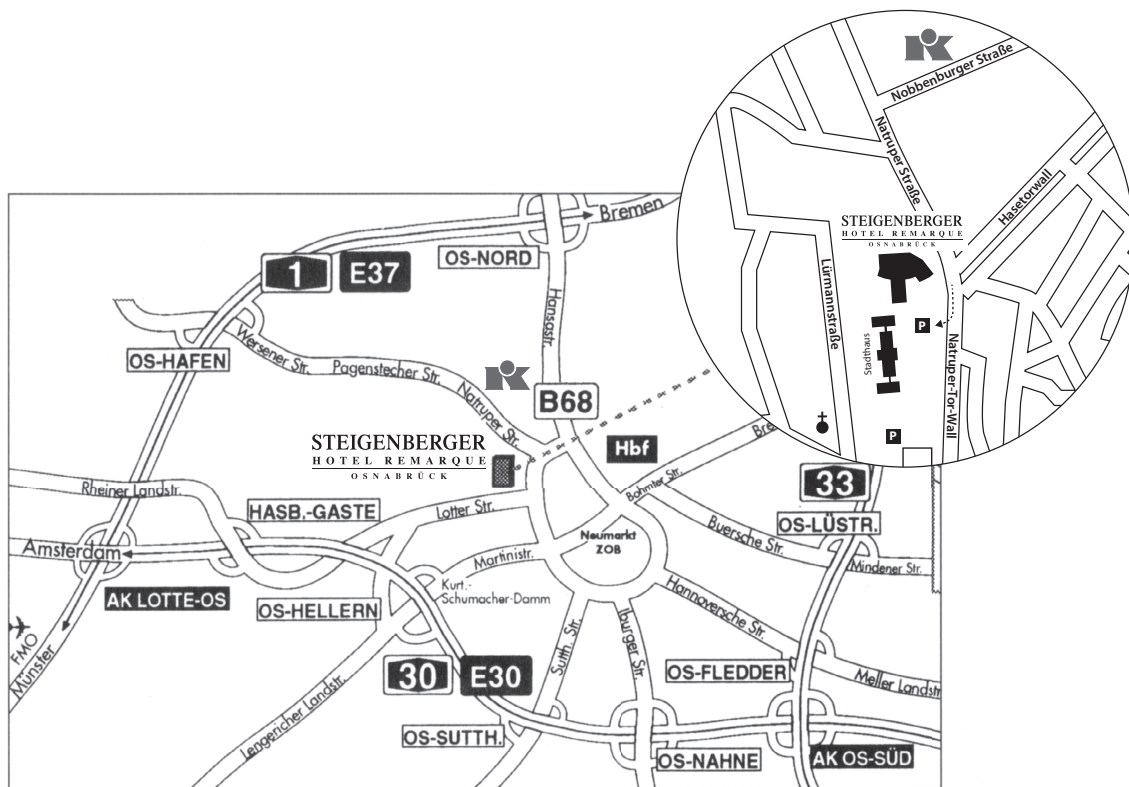 Nobbenburger Straße
Natruper Straße
Hasetorwall
STEIGENBERGER
HOTEL REMARQUE
OSNABRÜCK
Lürmannstraße
P
Stadthaus
Natruper-Tor-Wall
P
Bremen
OS-NORD
1
E37
Hansastr.
OS-HAFEN
Wersener Str.
Pagenstecher Str.
Natruper Str.
B68
STEIGENBERGER
HOTEL REMARQUE
OSNABRÜCK
Hbf
Bre
33
Rheiner Landstr.
HASB.-GASTE
Lotter Str.
Bohmter Str.
OS-LÜSTR.
Buersche Str.
Neumarkt
ZOB
Amsterdam
Martinistr.
Mindener Str.
AK LOTTE-OS
OS-HELLERN
Kurt.-
Schumacher-Damm
Hannoversche Str.
FMO
Münster
Sutth. Str.
Iburger Str.
30
E30
OS-FLEDDER
Meller Landstr
Lengericher Landstr.
OS-SUTTH.
OS-NAHNE
AK OS-SÜD